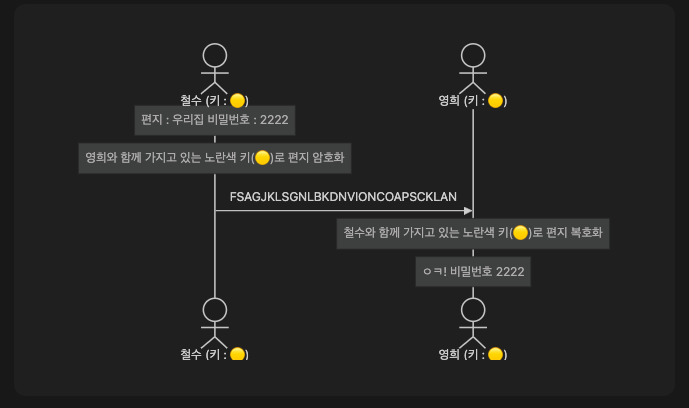 철수 (키 : 🟡)
영희 (키 : 🟡)
편지 : 우리집 비밀번호 : 2222
영희와 함께 가지고 있는 노란색 키(🟡)로 편지 암호화
FSAGJKLSGNLBKDNVIONCOAPSCKLAN
철수와 함께 가지고 있는 노란색 키(🟡)로 편지 복호화
ㅇㅋ! 비밀번호 2222
철수 (키 : 🟡)
영희 (키 : 🟡)